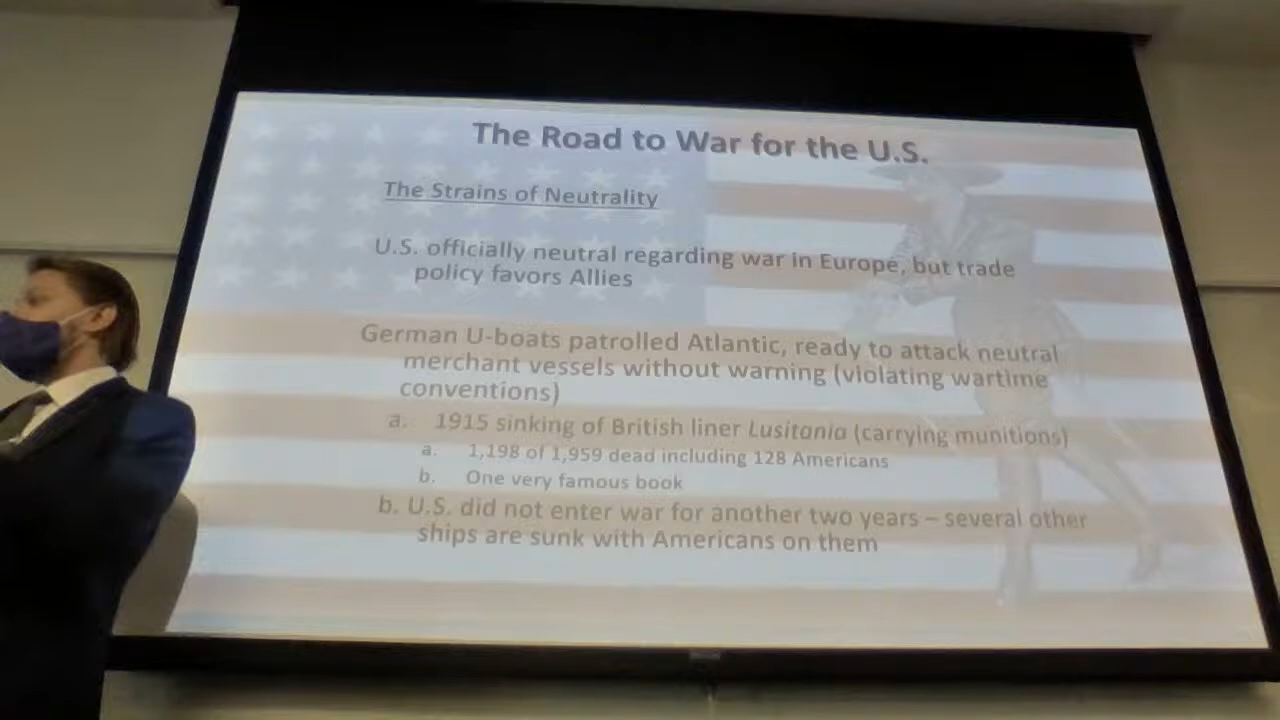 The Road to War for the U.S.
The Strains of Neutrality
U.S. officially neutral regarding war in Europe, but trade
policy favors Allies
German U-boats patrolled Atlantic, ready to attack neutral
merchant vessels without warning (violating wartime
conventions)
a. 1915 sinking of British liner Lusitania (carrying munitions)
a. 1,198 of 1,959 dead including 128 Americans
b. One very famous book
b. U.S. did not enter war for another two years – several other
ships are sunk with Americans on them